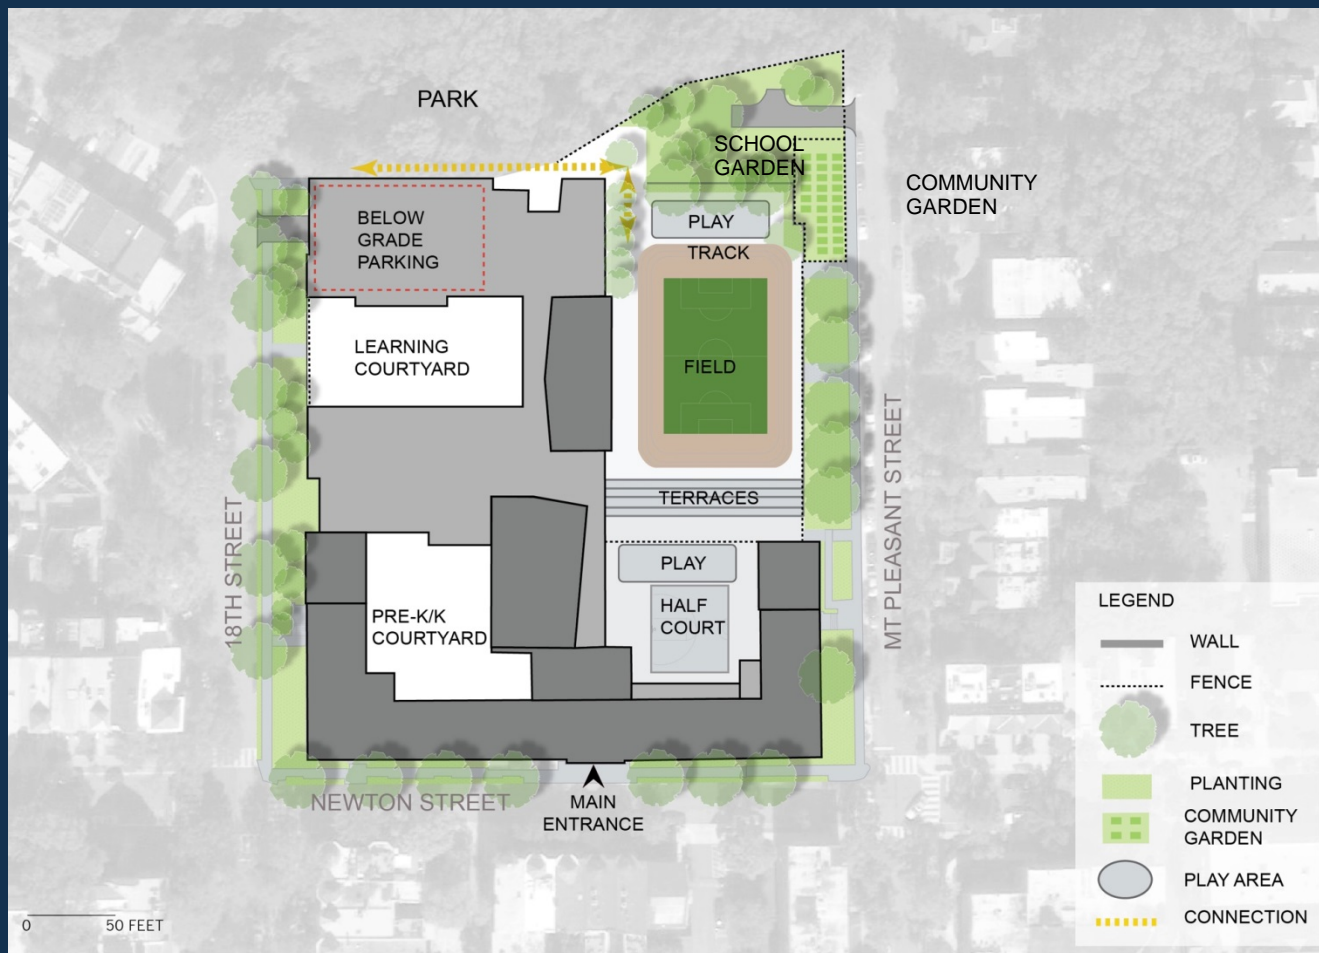 PARK
SCHOOL
GARDEN
COMMUNITY
GARDEN
BELOW
GRADE
PARKING
PLAY
TRACK
LEARNING
COURTYARD
FIELD
TERRACES
18TH STREET
MT PLEASANT STREET
PLAY
HALF
COURT
PRE-K/K
COURTYARD
NEWTON STREET
MAIN
ENTRANCE
LEGEND
WALL
FENCE
TREE
PLANTING
COMMUNITY
GARDEN
PLAY AREA
CONNECTION
0 50 FEET